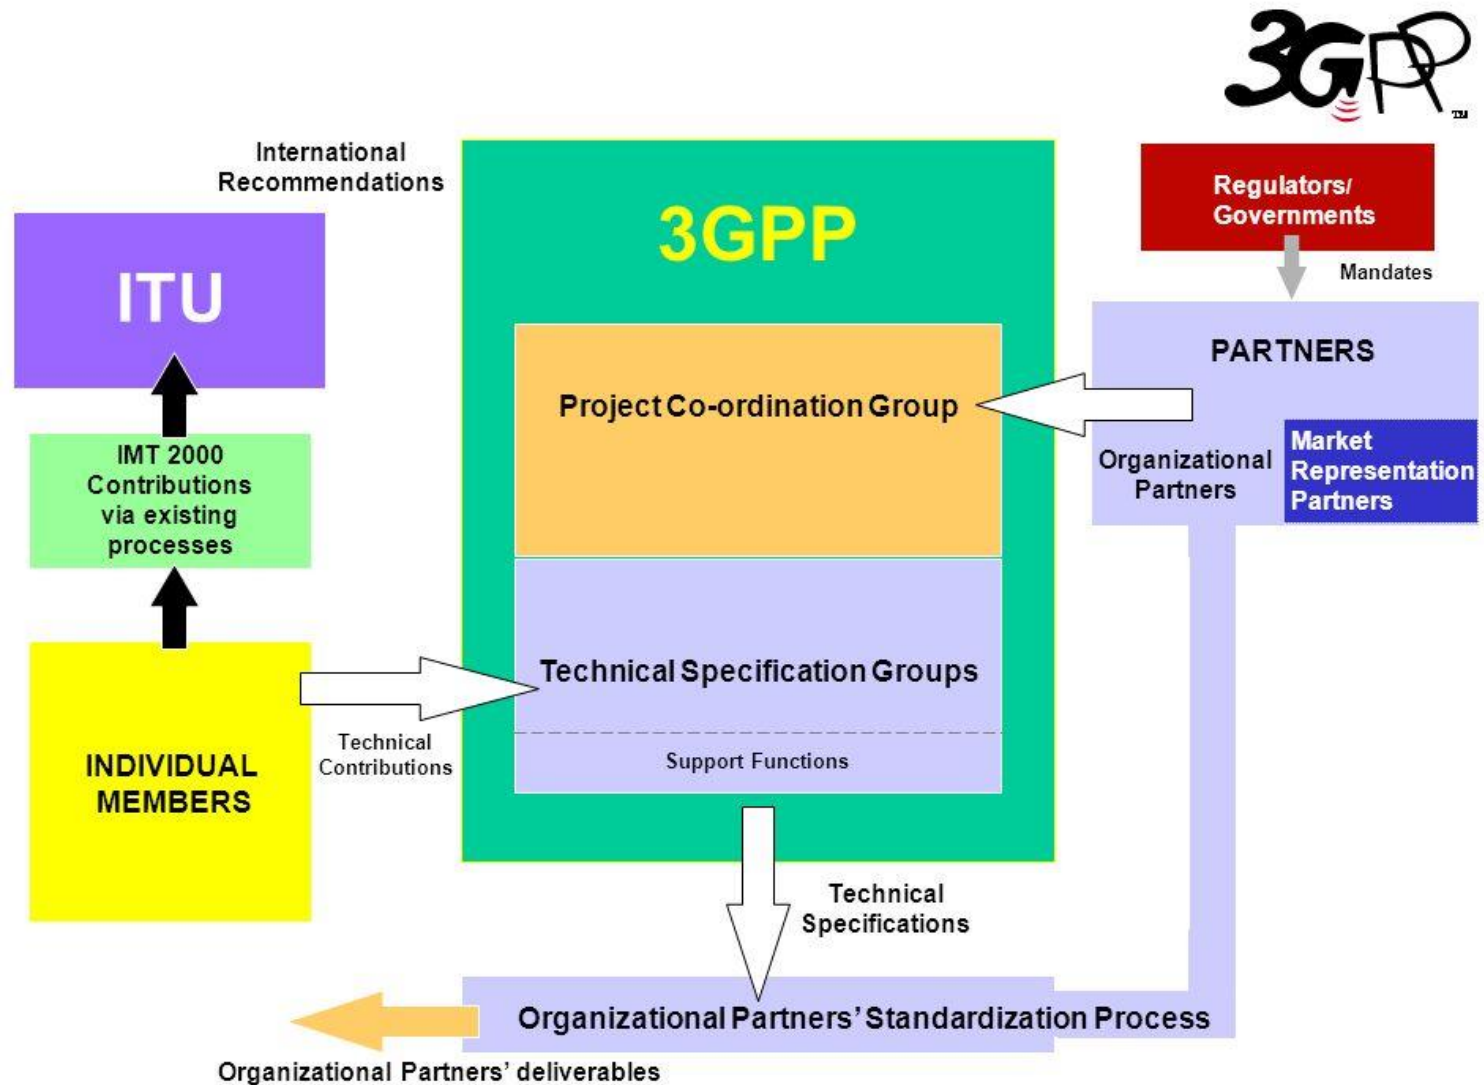 3GPP
TM
International
Recommendations
ITU
IMT 2000
Contributions
via existing
processes
INDIVIDUAL
MEMBERS
Technical
Contributions
3GPP
Project Co-ordination Group
Technical Specification Groups
Support Functions
Technical
Specifications
Regulators/
Governments
Mandates
PARTNERS
Organizational
Partners
Market
Representation
Partners
Organizational Partners’ Standardization Process
Organizational Partners’ deliverables